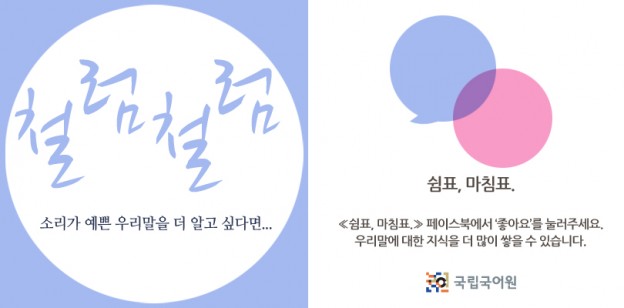 철럼철럼
소리가 예쁜 우리말을 더 알고 싶다면...
쉼표, 마침표.
≪쉼표, 마침표.≫ 페이스북에서 '좋아요'를 눌러주세요.
우리말에 대한 지식을 더 많이 쌓을 수 있습니다.
국립국어원